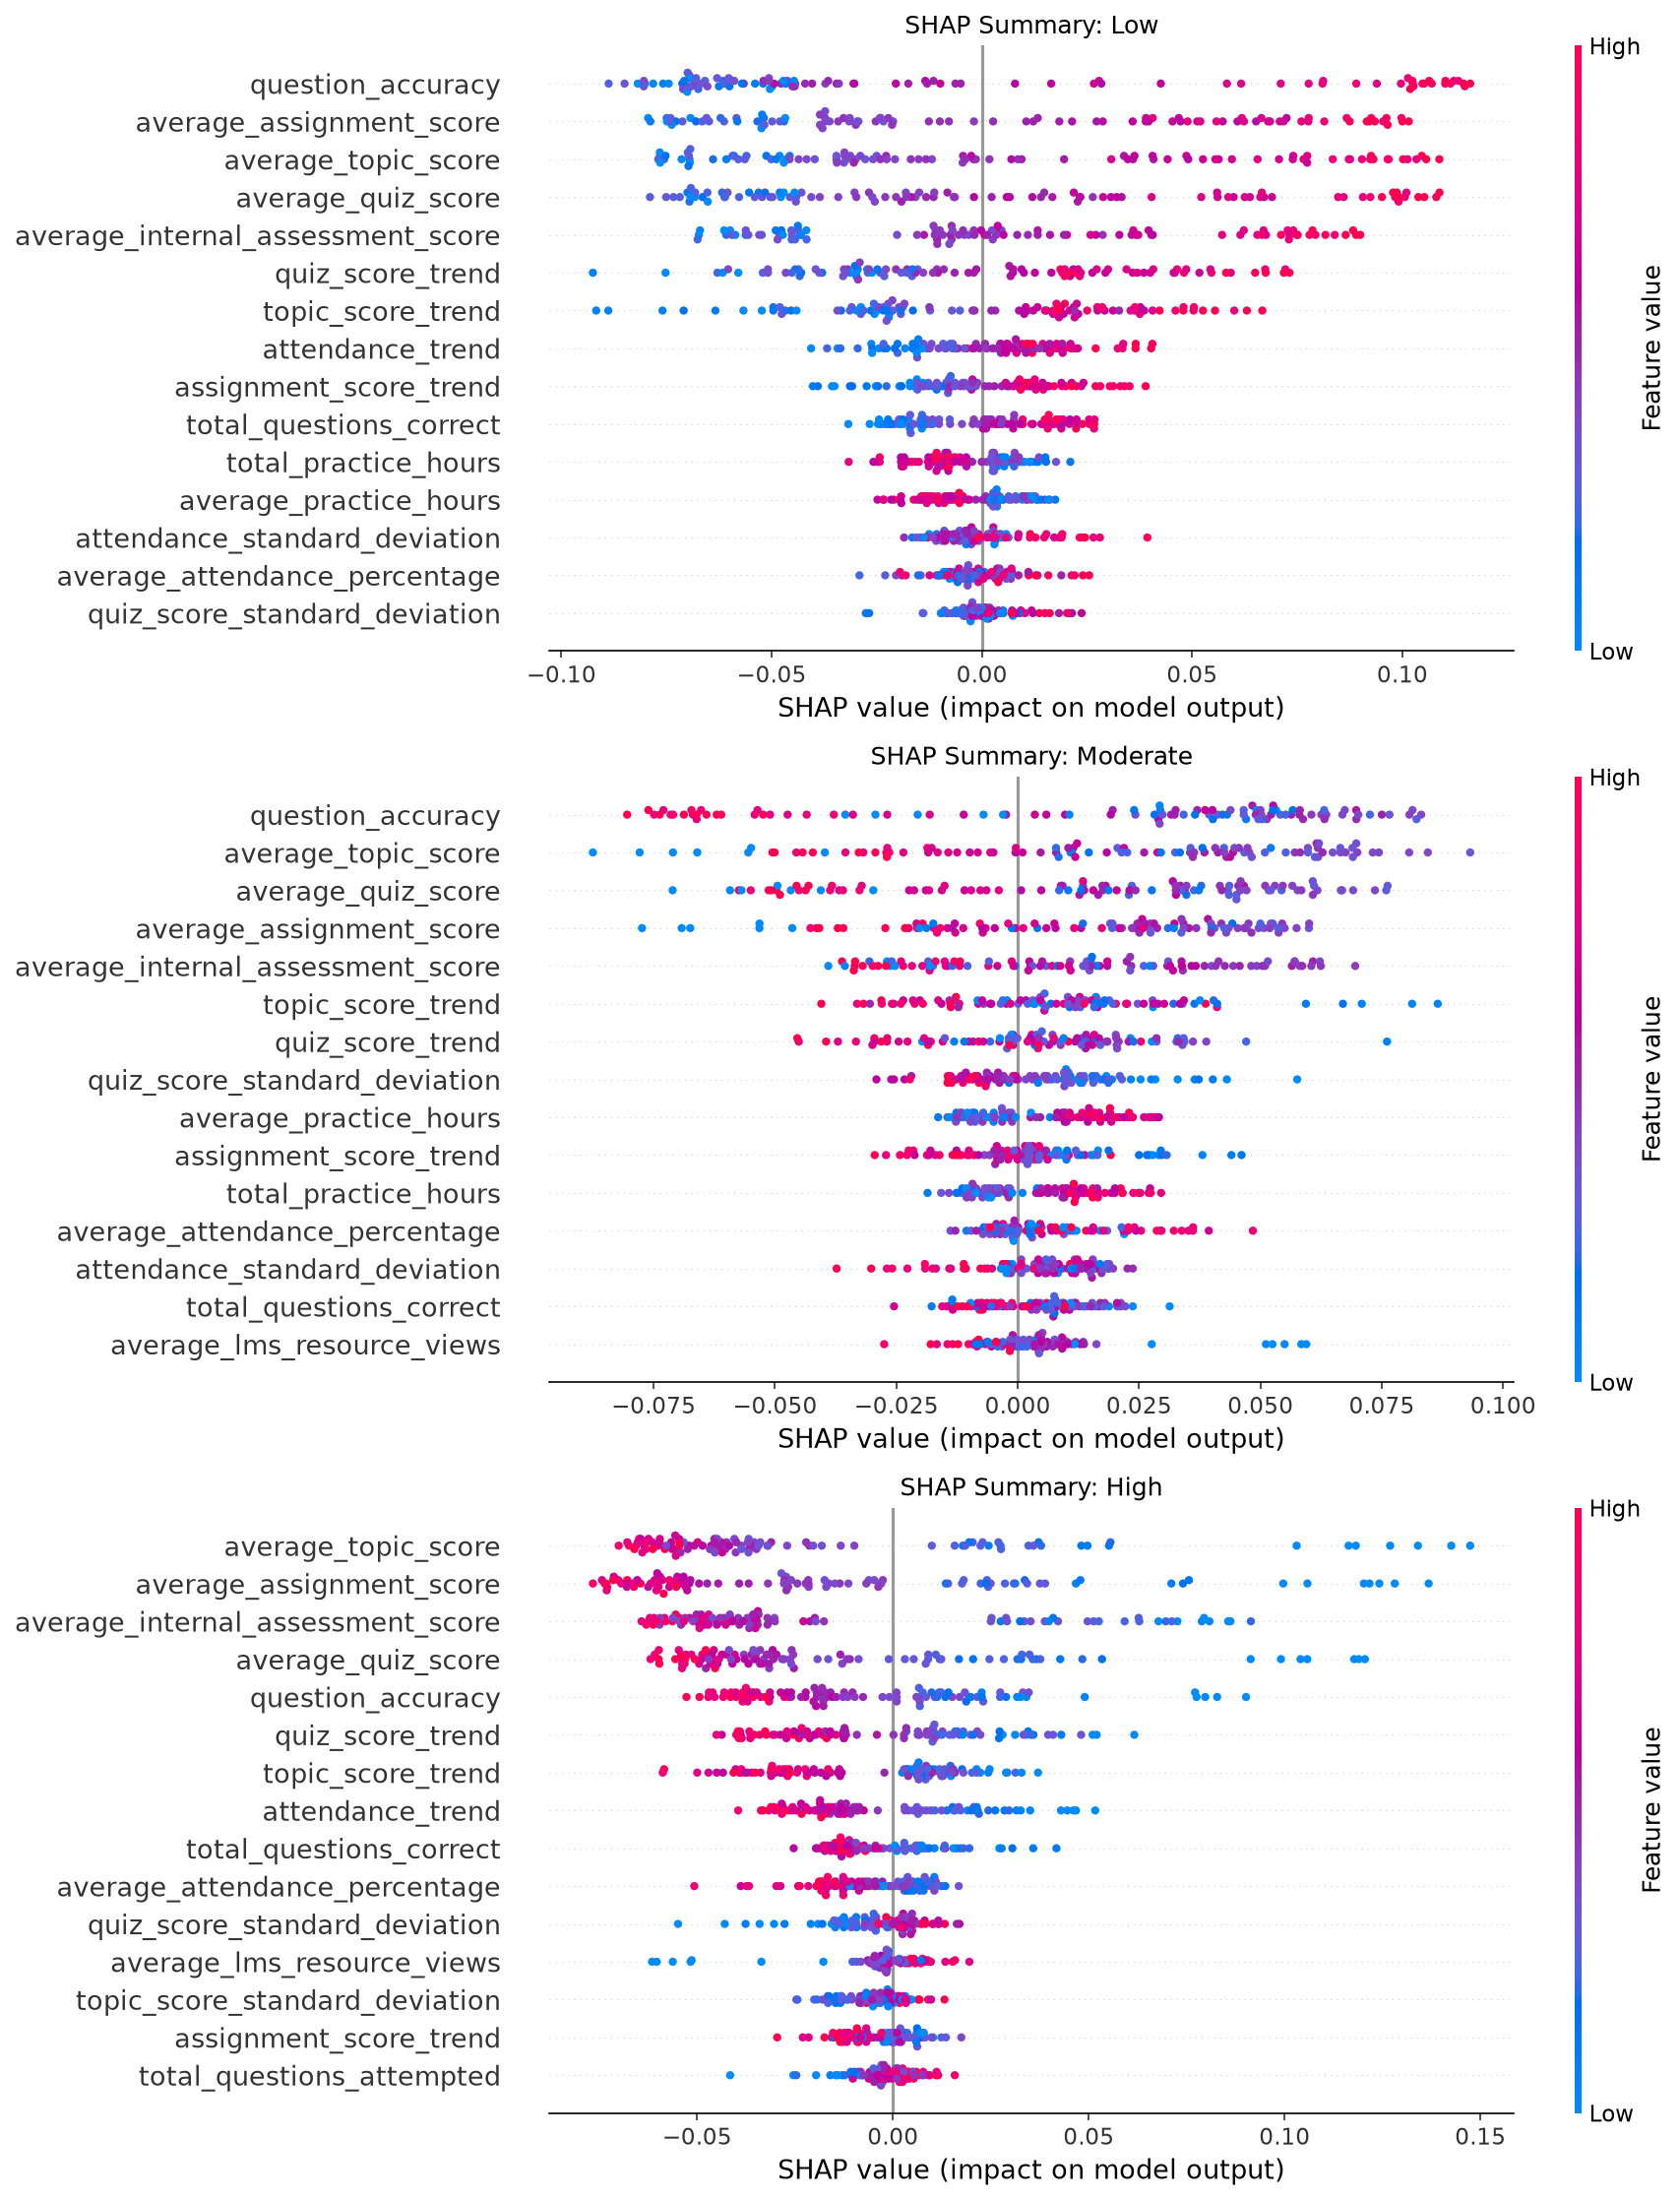 SHAP Summary: Low
High
question_accuracy
average_assignment_score
average_topic_score
average_quiz_score
average_internal_assessment_score
quiz_score_trend
topic_score_trend
attendance_trend
assignment_score_trend
total_questions_correct
total_practice_hours
average_practice_hours
attendance_standard_deviation
average_attendance_percentage
quiz_score_standard_deviation
Feature value
Low
−0.10 −0.05 0.00 0.05 0.10
SHAP value (impact on model output)
SHAP Summary: Moderate
High
question_accuracy
average_topic_score
average_quiz_score
average_assignment_score
average_internal_assessment_score
topic_score_trend
quiz_score_trend
quiz_score_standard_deviation
average_practice_hours
assignment_score_trend
total_practice_hours
average_attendance_percentage
attendance_standard_deviation
total_questions_correct
average_lms_resource_views
Feature value
Low
−0.075 −0.050 −0.025 0.000 0.025 0.050 0.075 0.100
SHAP value (impact on model output)
SHAP Summary: High
High
average_topic_score
average_assignment_score
average_internal_assessment_score
average_quiz_score
question_accuracy
quiz_score_trend
topic_score_trend
attendance_trend
total_questions_correct
average_attendance_percentage
quiz_score_standard_deviation
average_lms_resource_views
topic_score_standard_deviation
assignment_score_trend
total_questions_attempted
Feature value
Low
−0.05 0.00 0.05 0.10 0.15
SHAP value (impact on model output)